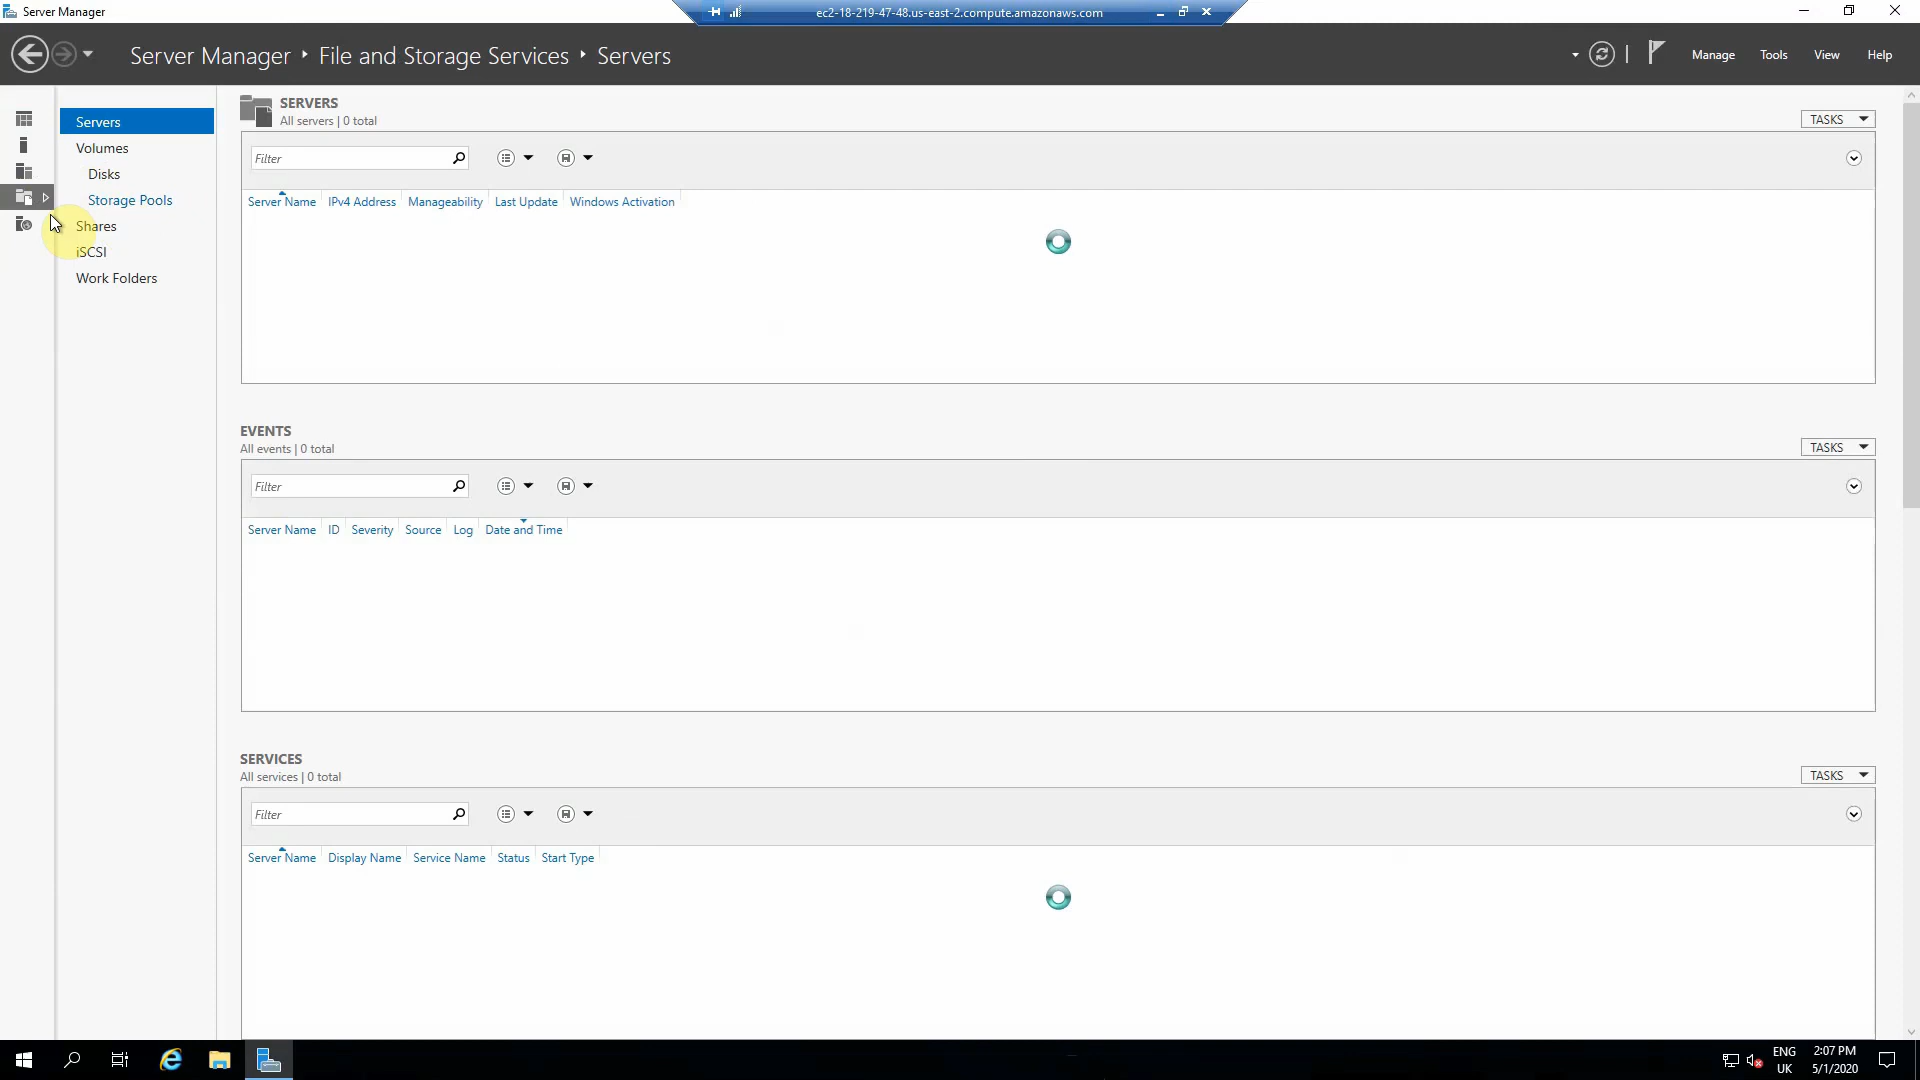 Server Manager
ec2-18-219-47-48.us-east-2.compute.amazonaws.com
Server Manager File and Storage Services Servers
Manage Tools View Help
Servers
Volumes
Disks
Storage Pools
Shares
iSCSI
Work Folders
SERVERS
All servers | 0 total
TASKS
Filter
Server Name IPv4 Address Manageability Last Update Windows Activation
EVENTS
All events | 0 total
TASKS
Filter
Server Name ID Severity Source Log Date and Time
SERVICES
All services | 0 total
TASKS
Filter
Server Name Display Name Service Name Status Start Type
ENG
UK
2:07 PM
5/1/2020